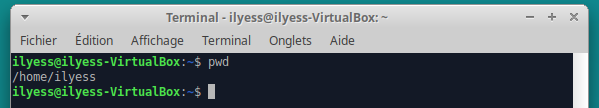 Terminal - ilyess@ilyess-VirtualBox: ~
Fichier Édition Affichage Terminal Onglets Aide
ilyess@ilyess-VirtualBox:~$ pwd
/home/ilyess
ilyess@ilyess-VirtualBox:~$